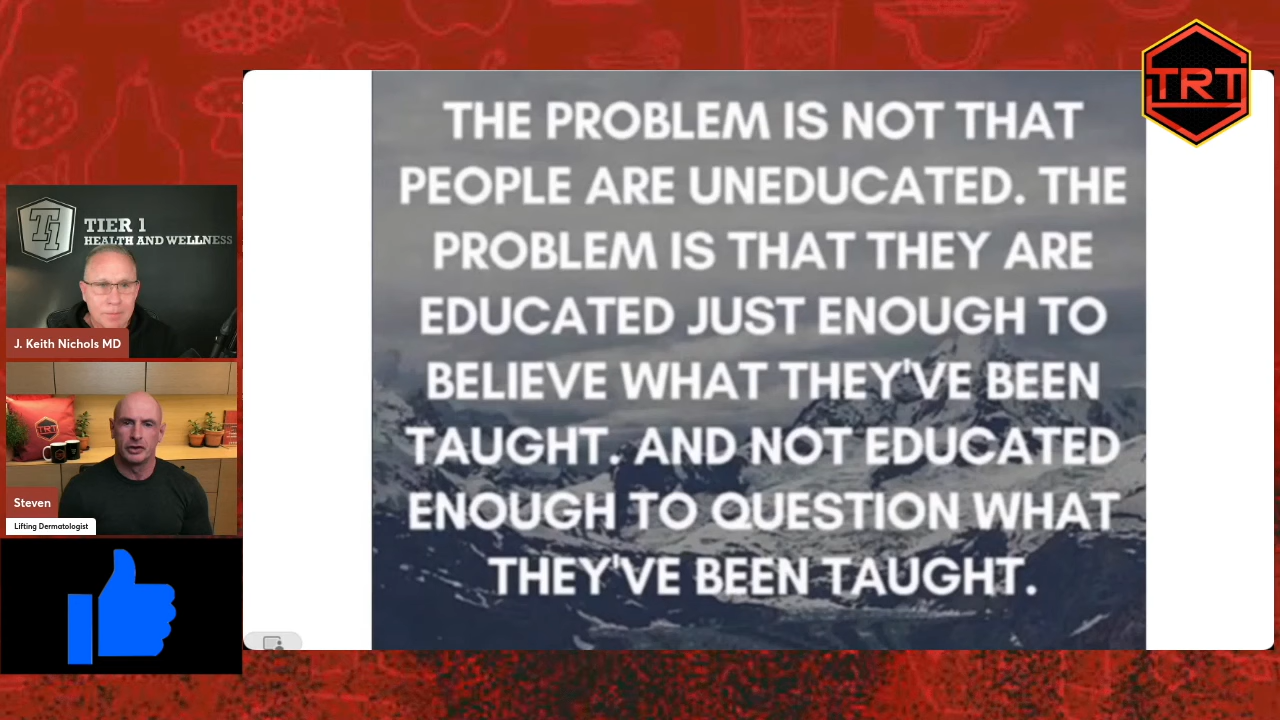 TRT
THE PROBLEM IS NOT THAT
PEOPLE ARE UNEDUCATED. THE
PROBLEM IS THAT THEY ARE
EDUCATED JUST ENOUGH TO
BELIEVE WHAT THEY'VE BEEN
TAUGHT. AND NOT EDUCATED
ENOUGH TO QUESTION WHAT
THEY'VE BEEN TAUGHT.
T1
TIER 1
HEALTH AND WELLNESS
J. Keith Nichols MD
TRT
Steven
Lifting Dermatologist